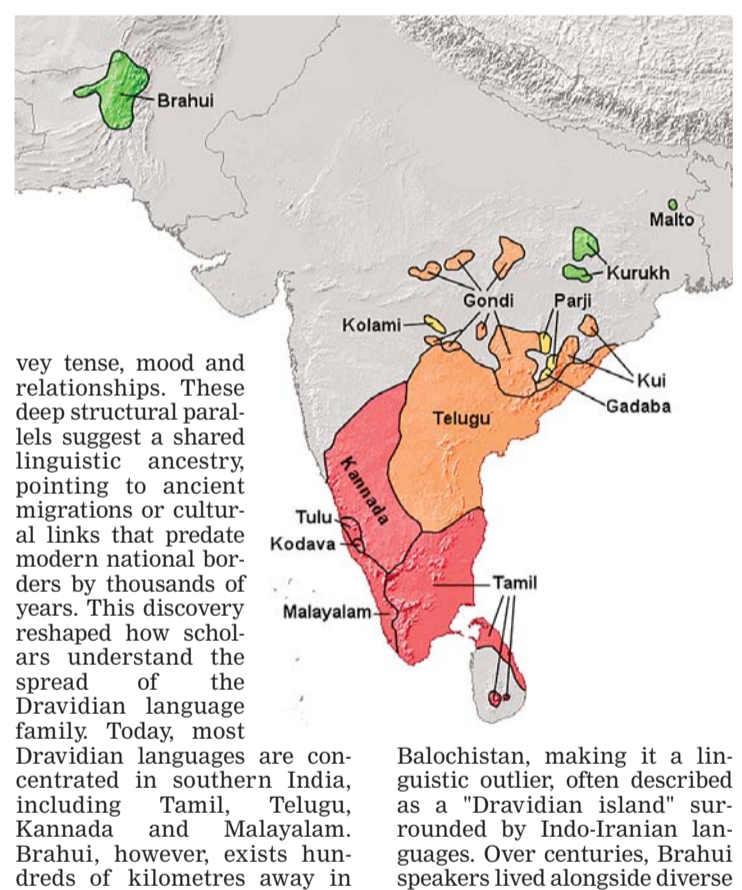 Brahui
Malto
Kurukh
Gondi
Parji
Kolami
Kui
Gadaba
Telugu
Kannada
Tulu
Kodava
Tamil
Malayalam
vey tense, mood and
relationships. These
deep structural paral-
lels suggest a shared
linguistic ancestry,
pointing to ancient
migrations or cultur-
al links that predate
modern national bor-
ders by thousands of
years. This discovery
reshaped how schol-
ars understand the
spread of the
Dravidian language
family. Today, most
Dravidian languages are con-
centrated in southern India,
including Tamil, Telugu,
Kannada and Malayalam.
Brahui, however, exists hun-
dreds of kilometres away in
Balochistan, making it a lin-
guistic outlier, often described
as a "Dravidian island" sur-
rounded by Indo-Iranian lan-
guages. Over centuries, Brahui
speakers lived alongside diverse